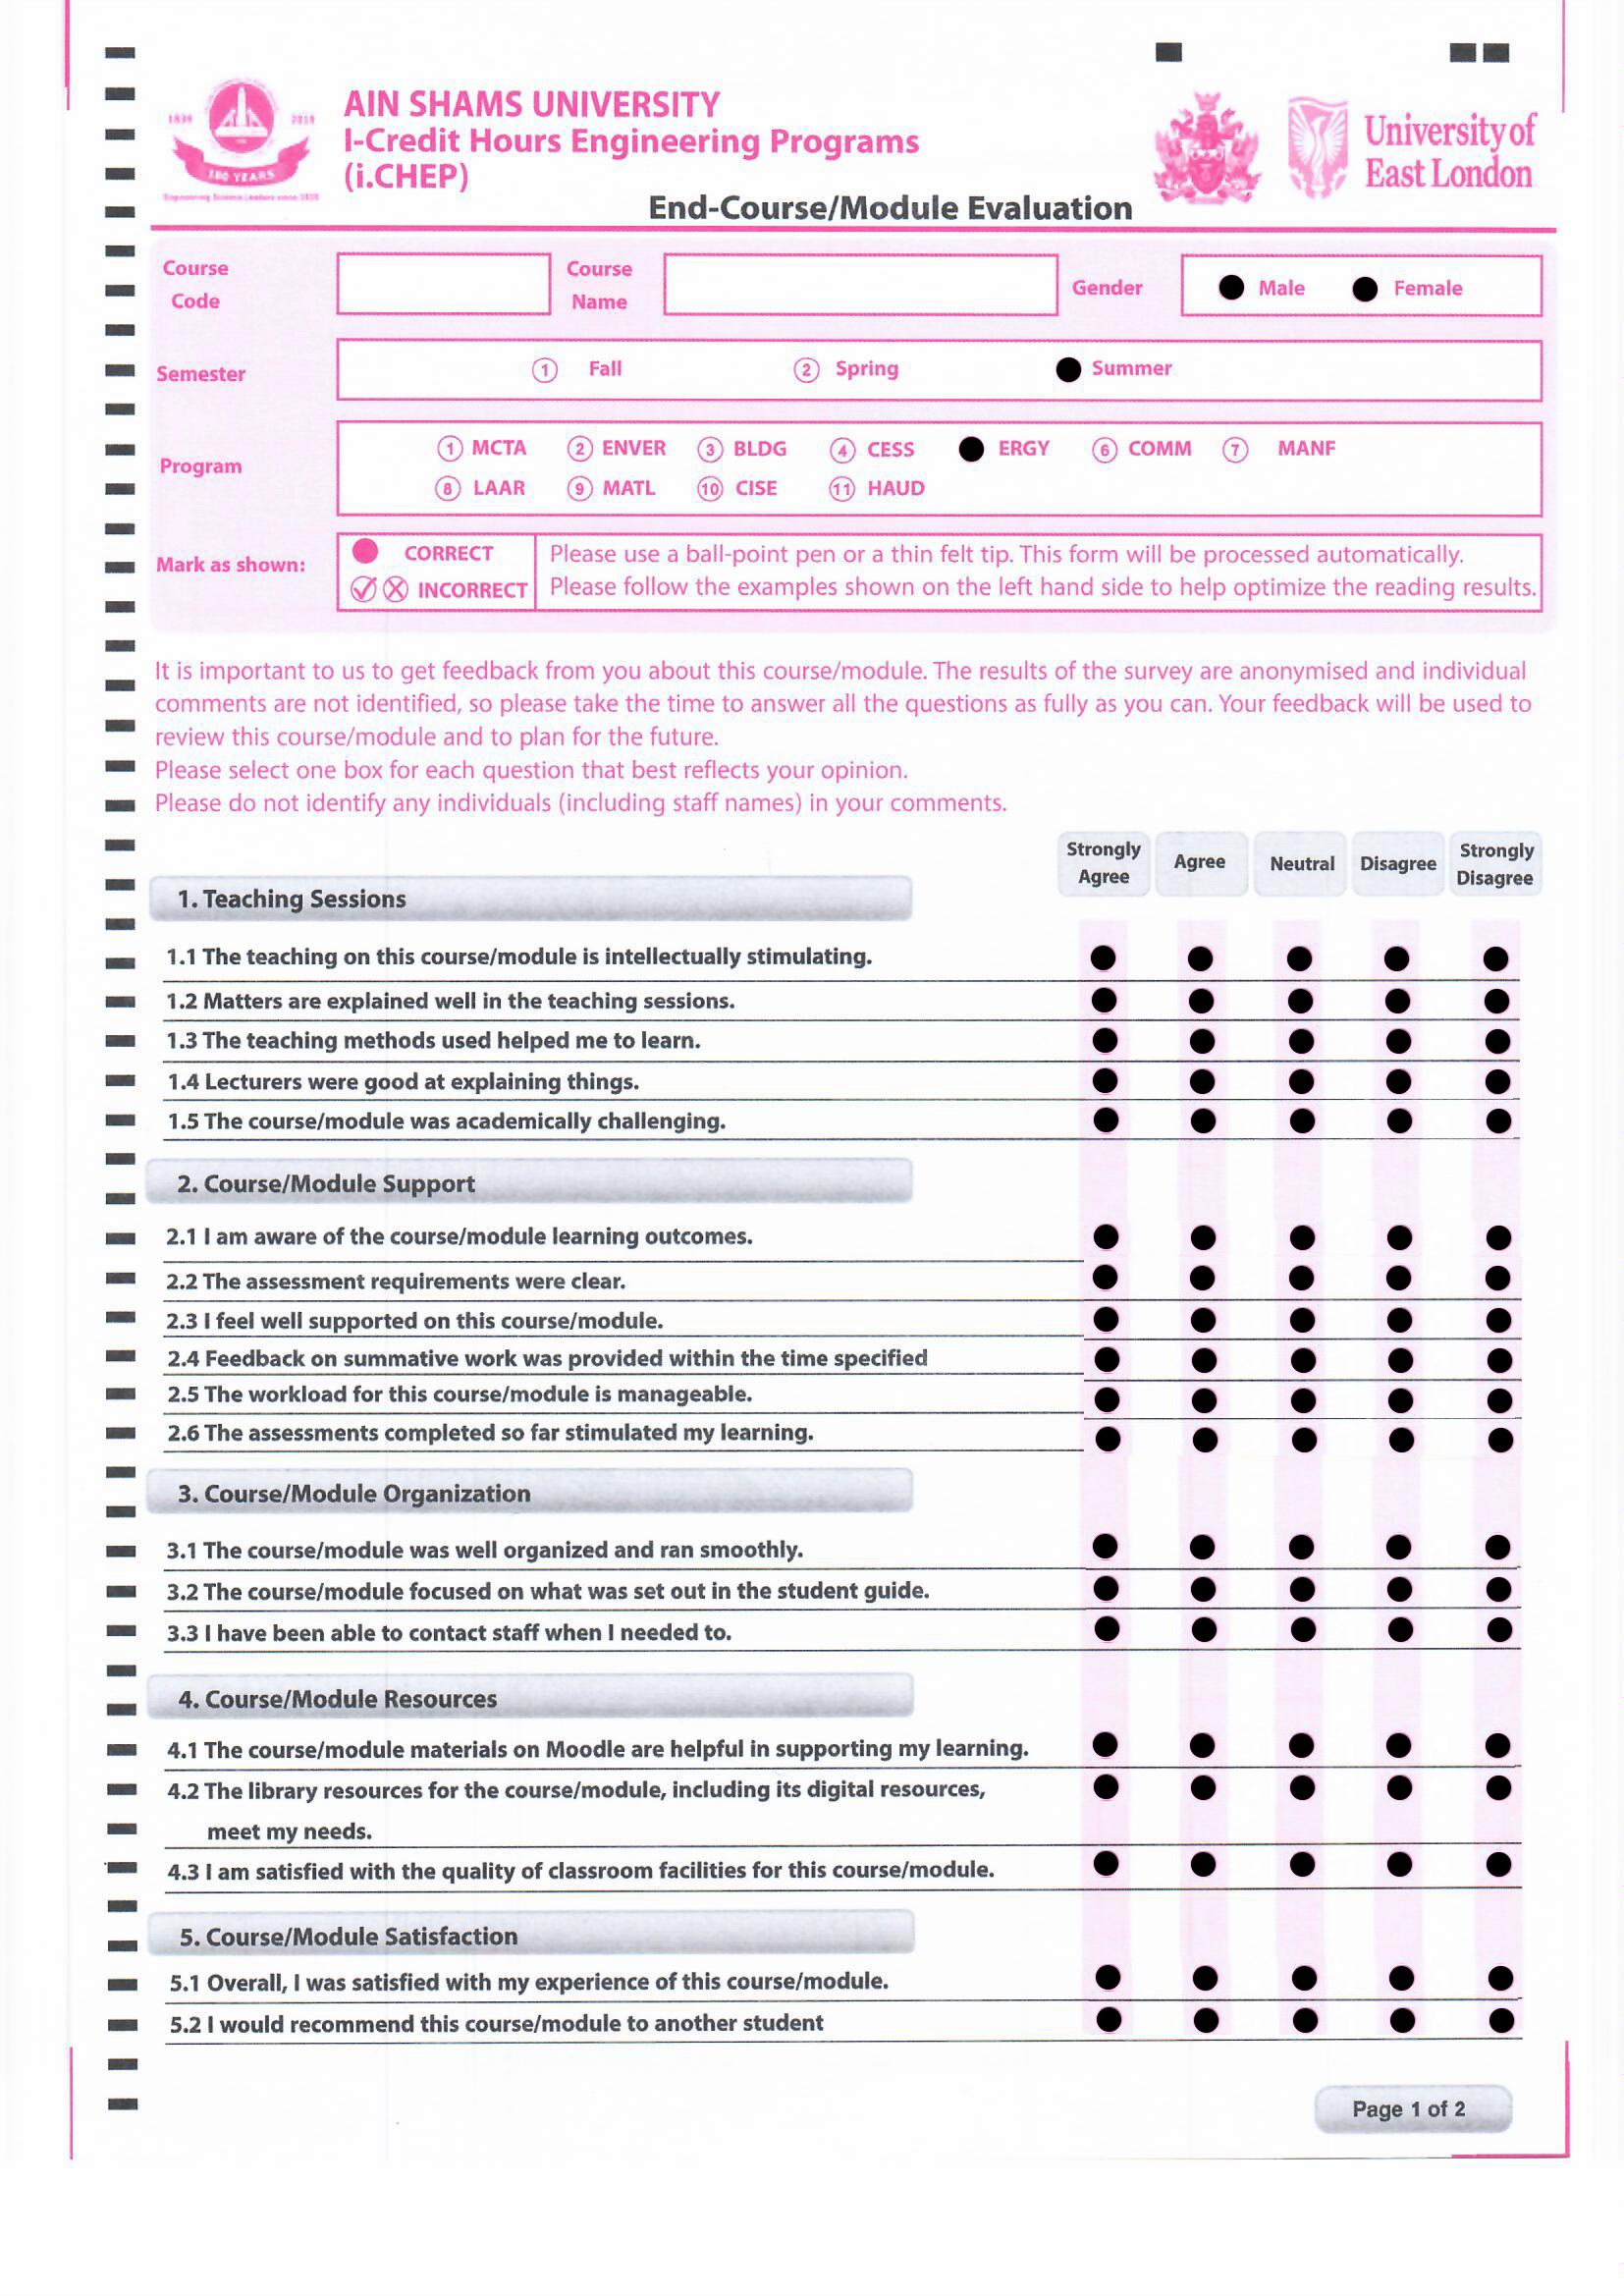 AIN SHAMS UNIVERSITY
I-Credit Hours Engineering Programs
(i.CHEP)
1839 2019
180 YEARS
Engineering Science Leaders since 1839
University of
East London
End-Course/Module Evaluation
Course Code
Course Name
Gender Male Female
Semester 1 Fall 2 Spring Summer
Program
1 MCTA 2 ENVER 3 BLDG 4 CESS ERGY 6 COMM 7 MANF
8 LAAR 9 MATL 10 CISE 11 HAUD
Mark as shown:
CORRECT
INCORRECT
Please use a ball-point pen or a thin felt tip. This form will be processed automatically.
Please follow the examples shown on the left hand side to help optimize the reading results.
It is important to us to get feedback from you about this course/module. The results of the survey are anonymised and individual
comments are not identified, so please take the time to answer all the questions as fully as you can. Your feedback will be used to
review this course/module and to plan for the future.
Please select one box for each question that best reflects your opinion.
Please do not identify any individuals (including staff names) in your comments.
Strongly Agree Agree Neutral Disagree Strongly Disagree
1. Teaching Sessions
1.1 The teaching on this course/module is intellectually stimulating.
1.2 Matters are explained well in the teaching sessions.
1.3 The teaching methods used helped me to learn.
1.4 Lecturers were good at explaining things.
1.5 The course/module was academically challenging.
2. Course/Module Support
2.1 I am aware of the course/module learning outcomes.
2.2 The assessment requirements were clear.
2.3 I feel well supported on this course/module.
2.4 Feedback on summative work was provided within the time specified
2.5 The workload for this course/module is manageable.
2.6 The assessments completed so far stimulated my learning.
3. Course/Module Organization
3.1 The course/module was well organized and ran smoothly.
3.2 The course/module focused on what was set out in the student guide.
3.3 I have been able to contact staff when I needed to.
4. Course/Module Resources
4.1 The course/module materials on Moodle are helpful in supporting my learning.
4.2 The library resources for the course/module, including its digital resources,
meet my needs.
4.3 I am satisfied with the quality of classroom facilities for this course/module.
5. Course/Module Satisfaction
5.1 Overall, I was satisfied with my experience of this course/module.
5.2 I would recommend this course/module to another student
Page 1 of 2